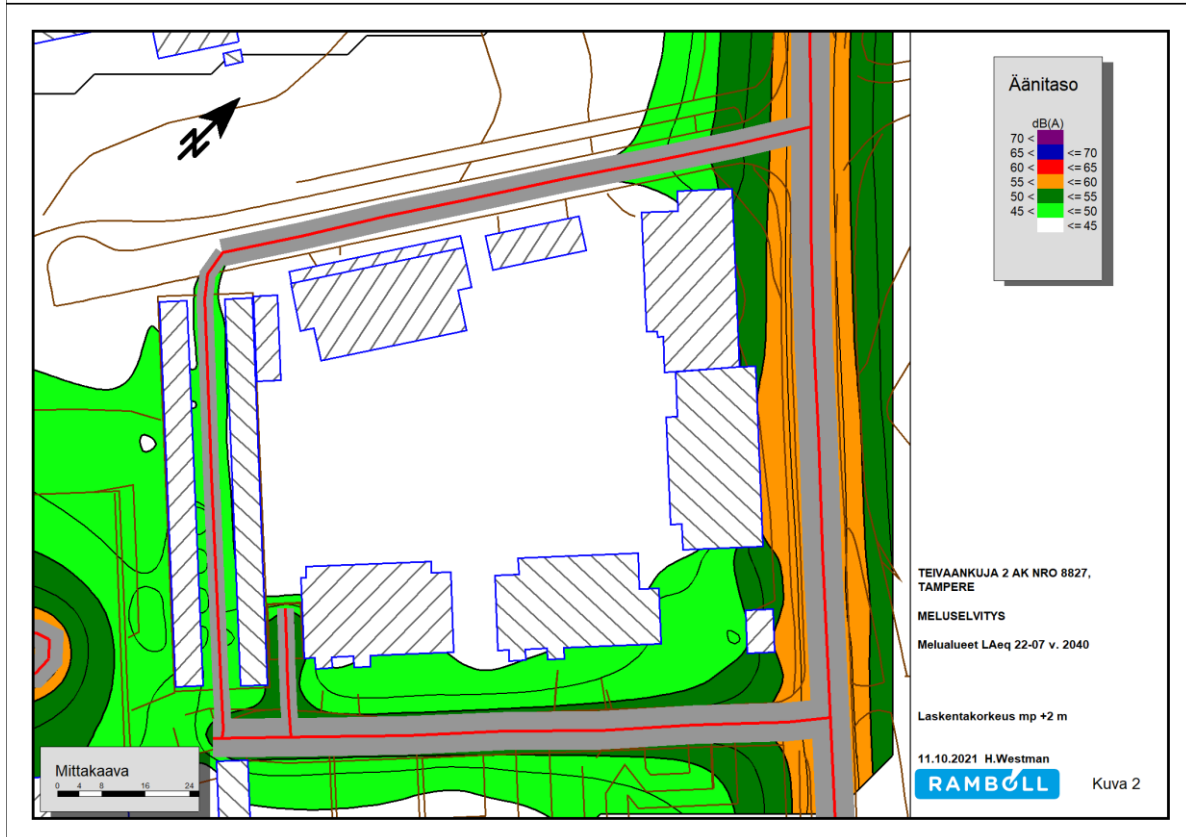 N
Äänitaso
dB(A)
70 <
65 < <= 70
60 < <= 65
55 < <= 60
50 < <= 55
45 < <= 50
<= 45
TEIVAANKUJA 2 AK NRO 8827,
TAMPERE
MELUSELVITYS
Melualueet LAeq 22-07 v. 2040
Laskentakorkeus mp +2 m
11.10.2021 H.Westman
RAMBOLL
Kuva 2
Mittakaava
0 4 8 16 24